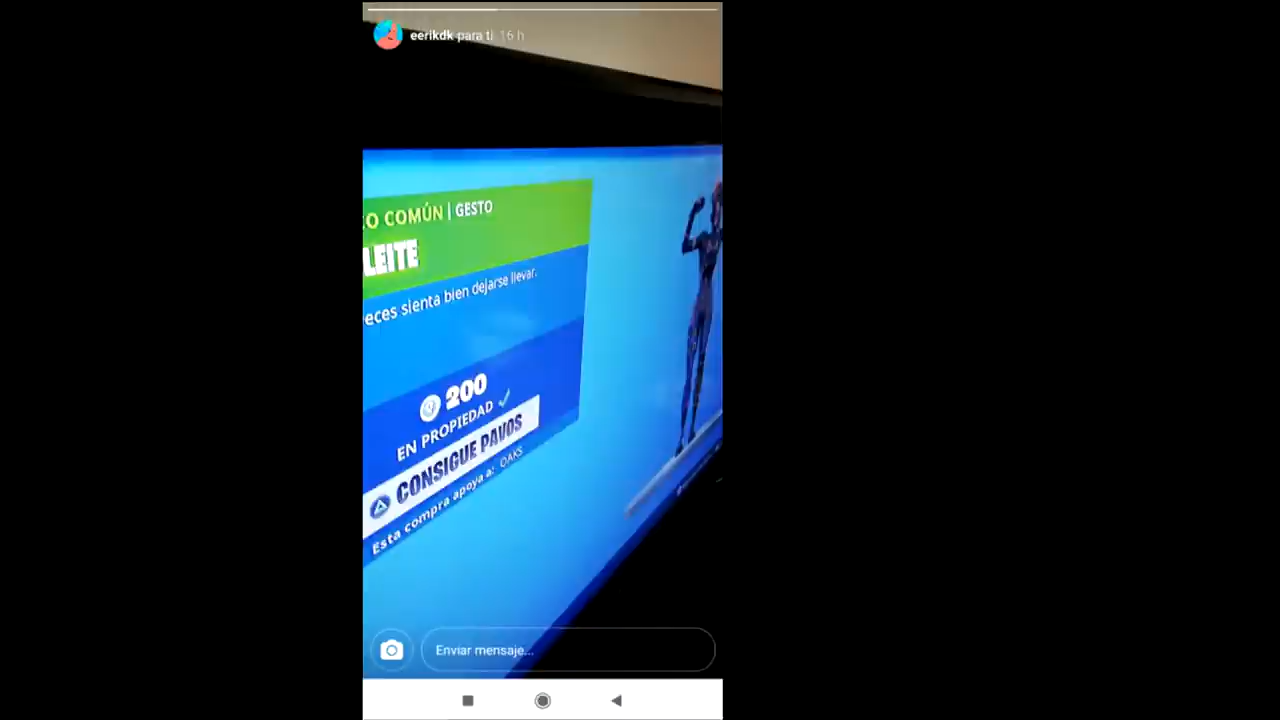 eerikdk para ti 16 h
CO COMÚN | GESTO
LEITE
eces sienta bien dejarse llevar.
200
EN PROPIEDAD
CONSIGUE PAVOS
Esta compra apoya a: OAKS
Enviar mensaje...